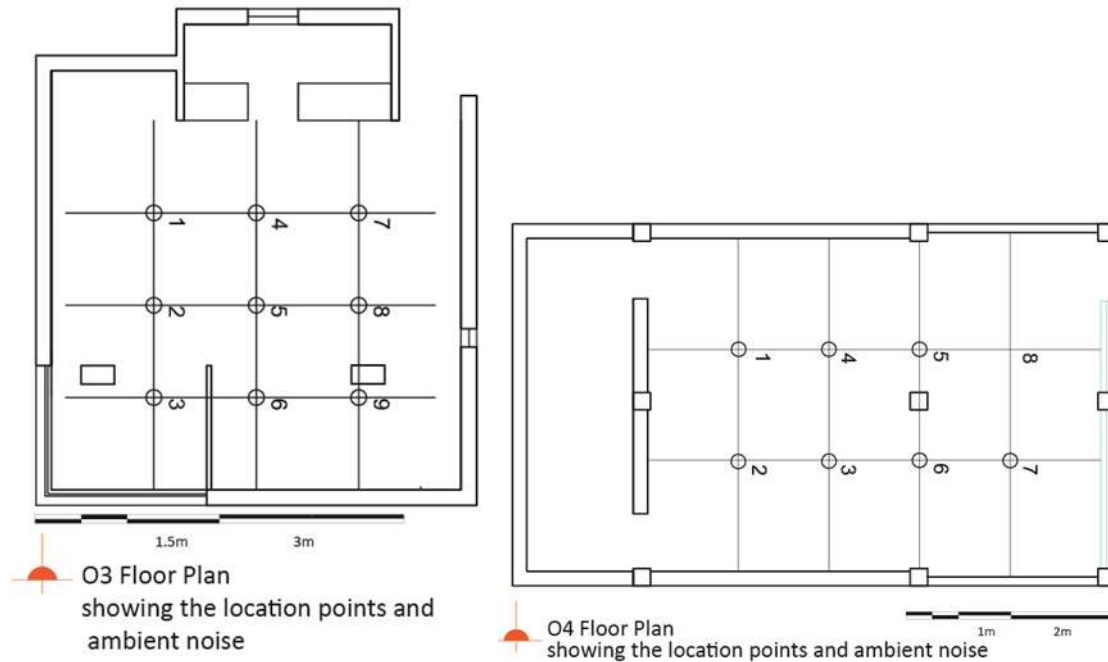 1
4
7
2
5
8
3
6
9
1.5m
3m
O3 Floor Plan
showing the location points and
ambient noise
1
4
5
8
2
3
6
7
1m
2m
O4 Floor Plan
showing the location points and ambient noise